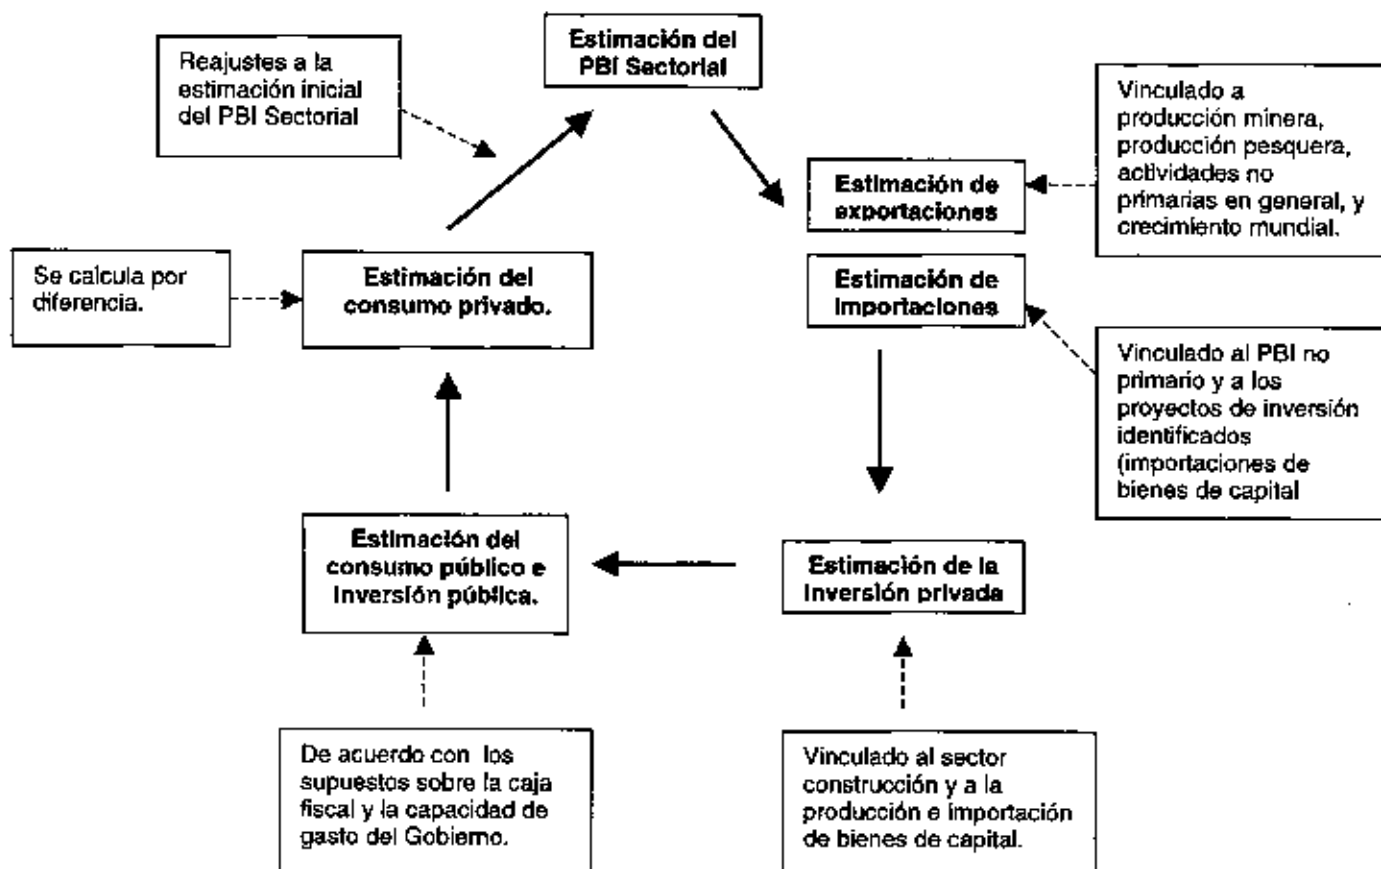 Estimación del
PBI Sectorial
Reajustes a la
estimación inicial
del PBI Sectorial
Vinculado a
producción minera,
producción pesquera,
actividades no
primarias en general, y
crecimiento mundial.
Estimación de
exportaciones
Estimación de
importaciones
Se calcula por
diferencia.
Estimación del
consumo privado.
Vinculado al PBI no
primario y a los
proyectos de inversión
identificados
(importaciones de
bienes de capital
Estimación del
consumo público e
inversión pública.
Estimación de la
inversión privada
De acuerdo con los
supuestos sobre la caja
fiscal y la capacidad de
gasto del Gobierno.
Vinculado al sector
construcción y a la
producción e importación
de bienes de capital.